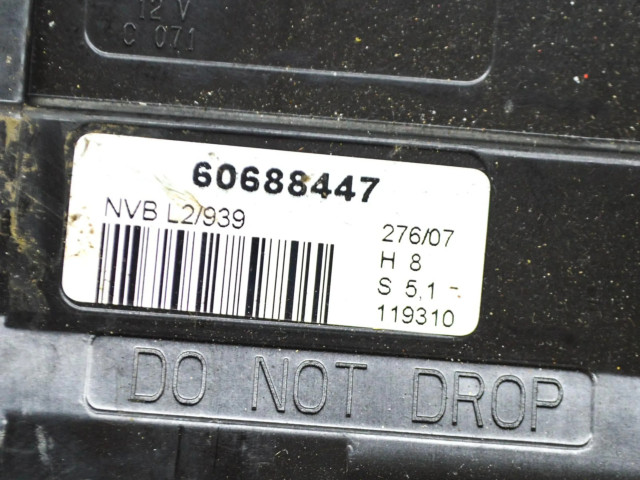 12 V
C 071
60688447
NVB L2/939
276/07
H 8
S 5,1 -
119310
DO NOT DROP